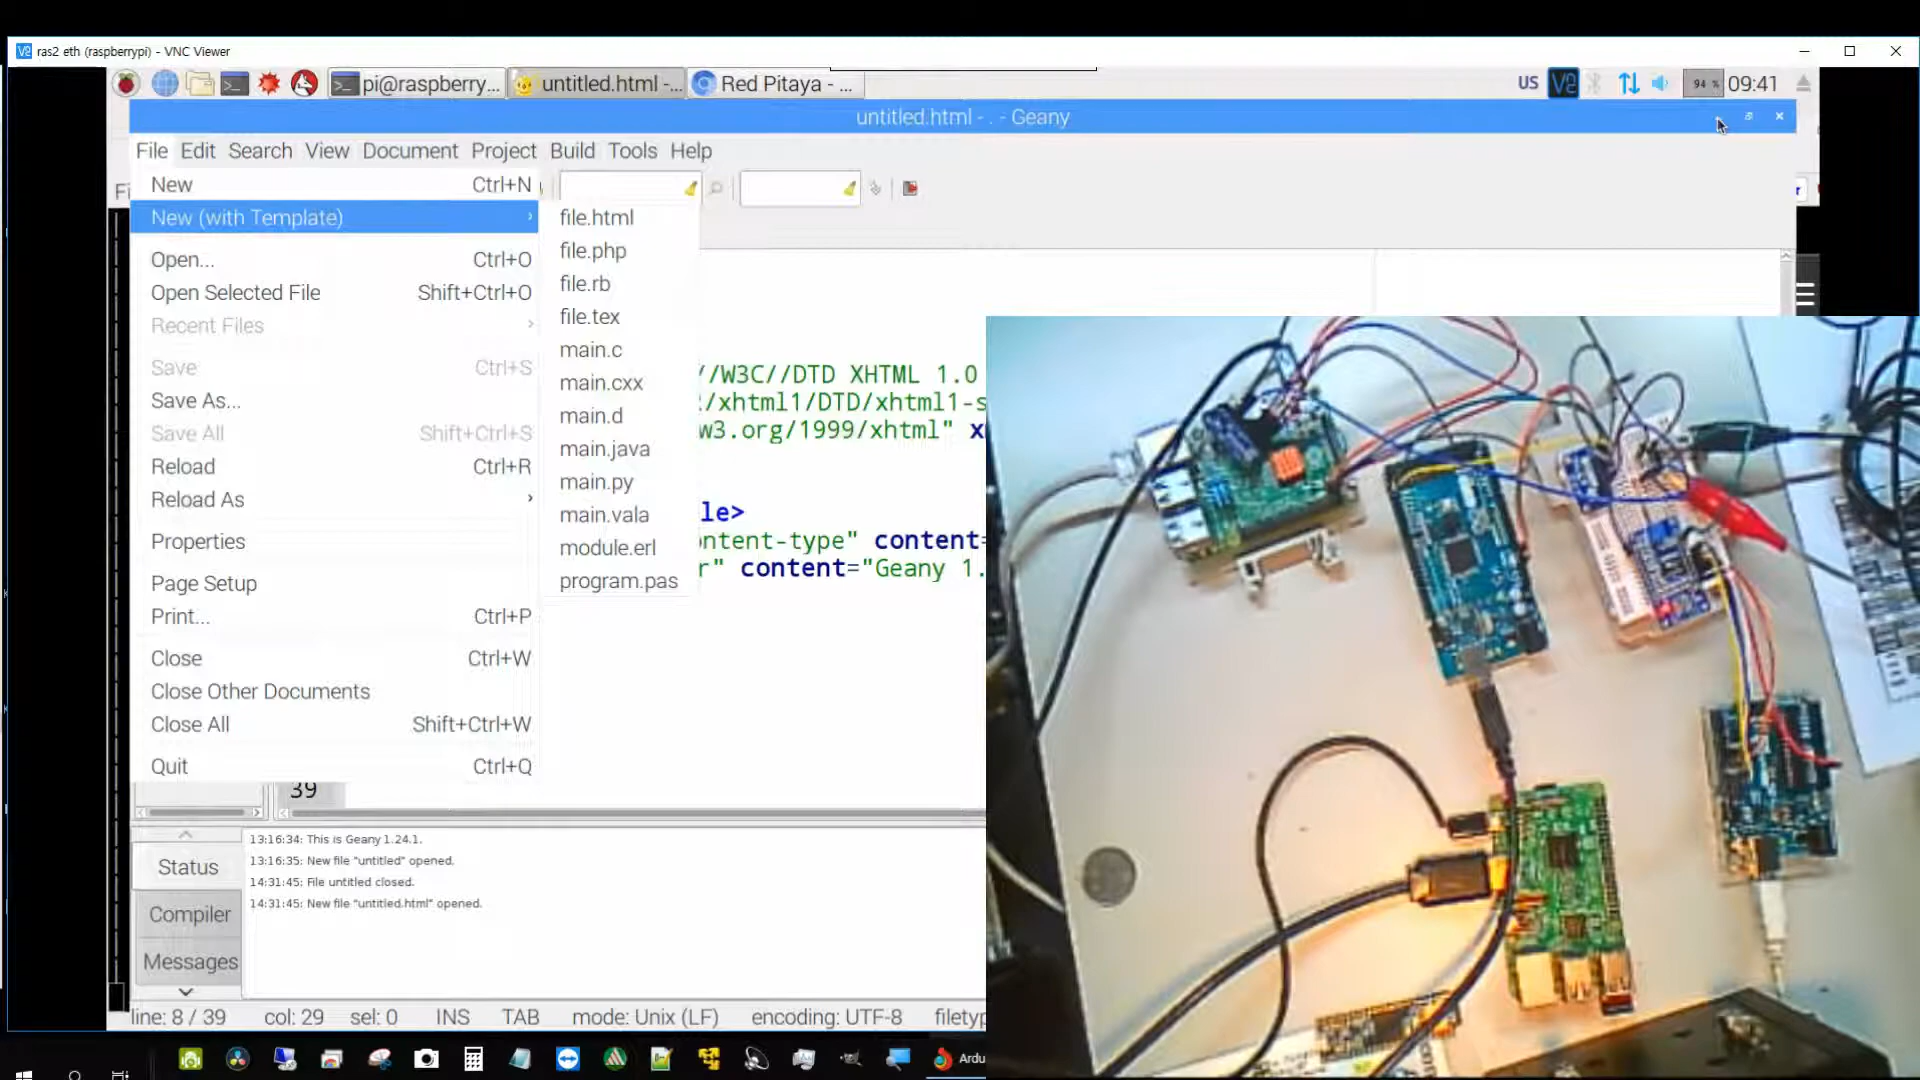 ras2 eth (raspberrypi) - VNC Viewer
pi@raspberry... untitled.html -... Red Pitaya - ... US 94 % 09:41
untitled.html - . - Geany
File Edit Search View Document Project Build Tools Help
New Ctrl+N
New (with Template)
Open... Ctrl+O
Open Selected File Shift+Ctrl+O
Recent Files
Save Ctrl+S
Save As...
Save All Shift+Ctrl+S
Reload Ctrl+R
Reload As
Properties
Page Setup
Print... Ctrl+P
Close Ctrl+W
Close Other Documents
Close All Shift+Ctrl+W
Quit Ctrl+Q
file.html
file.php
file.rb
file.tex
main.c
main.cxx
main.d
main.java
main.py
main.vala
module.erl
program.pas
//W3C//DTD XHTML 1.0
/xhtml1/DTD/xhtml1-s
w3.org/1999/xhtml" x
le>
ontent-type" content=
r" content="Geany 1.
39
Status
Compiler
Messages
13:16:34: This is Geany 1.24.1.
13:16:35: New file "untitled" opened.
14:31:45: File untitled closed.
14:31:45: New file "untitled.html" opened.
line: 8 / 39 col: 29 sel: 0 INS TAB mode: Unix (LF) encoding: UTF-8 filetyp
Ardu